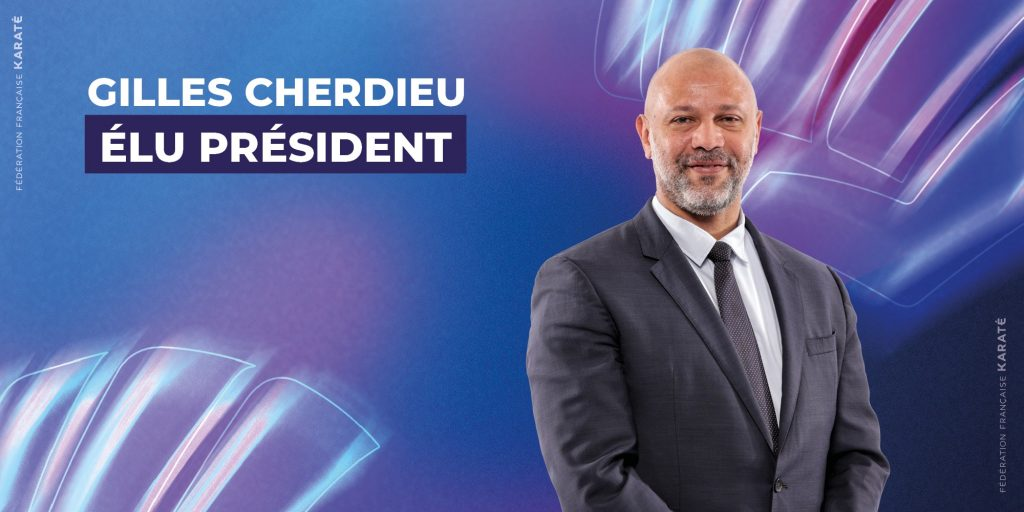 FÉDÉRATION FRANÇAISE KARATÉ
GILLES CHERDIEU
ÉLU PRÉSIDENT
FÉDÉRATION FRANÇAISE KARATÉ